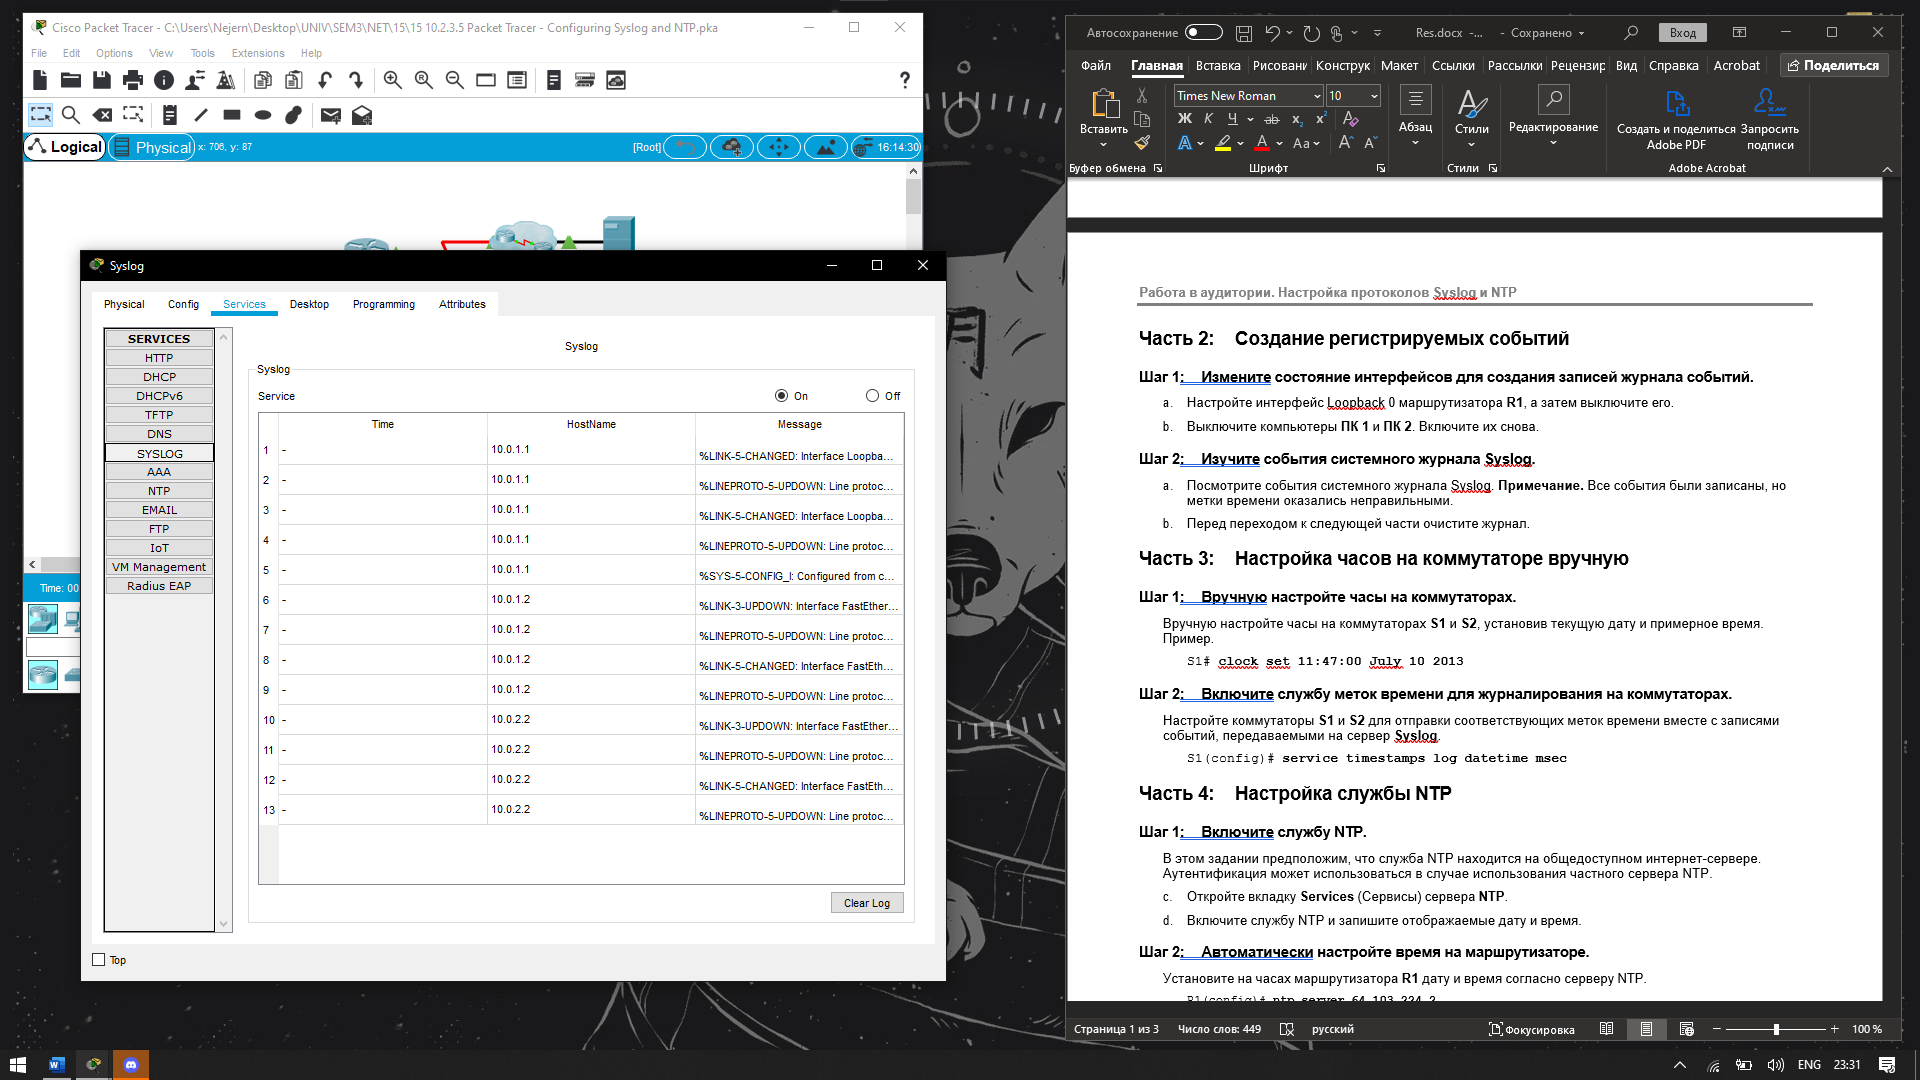 Cisco Packet Tracer - C:\Users\Nejern\Desktop\UNIV\SEM3\NET\15\15 10.2.3.5 Packet Tracer - Configuring Syslog and NTP.pka
File Edit Options View Tools Extensions Help
Logical Physical x: 706, y: 87 [Root] 16:14:30
Time: 00
Syslog
Physical Config Services Desktop Programming Attributes
SERVICES
HTTP
DHCP
DHCPv6
TFTP
DNS
SYSLOG
AAA
NTP
EMAIL
FTP
IoT
VM Management
Radius EAP
Syslog
Syslog
Service On Off
Time HostName Message
1 - 10.0.1.1 %LINK-5-CHANGED: Interface Loopba...
2 - 10.0.1.1 %LINEPROTO-5-UPDOWN: Line protoc...
3 - 10.0.1.1 %LINK-5-CHANGED: Interface Loopba...
4 - 10.0.1.1 %LINEPROTO-5-UPDOWN: Line protoc...
5 - 10.0.1.1 %SYS-5-CONFIG_I: Configured from c...
6 - 10.0.1.2 %LINK-3-UPDOWN: Interface FastEther...
7 - 10.0.1.2 %LINEPROTO-5-UPDOWN: Line protoc...
8 - 10.0.1.2 %LINK-5-CHANGED: Interface FastEth...
9 - 10.0.1.2 %LINEPROTO-5-UPDOWN: Line protoc...
10 - 10.0.2.2 %LINK-3-UPDOWN: Interface FastEther...
11 - 10.0.2.2 %LINEPROTO-5-UPDOWN: Line protoc...
12 - 10.0.2.2 %LINK-5-CHANGED: Interface FastEth...
13 - 10.0.2.2 %LINEPROTO-5-UPDOWN: Line protoc...
Clear Log
Top
Автосохранение Res.docx -... - Сохранено Вход
Файл Главная Вставка Рисовани Конструк Макет Ссылки Рассылки Рецензир Вид Справка Acrobat Поделиться
Вставить
Буфер обмена
Times New Roman 10
Ж К Ч ab x₂ x²
A A Aa A A
Шрифт
Абзац
Стили
Стили
Редактирование
Создать и поделиться Adobe PDF
Запросить подписи
Adobe Acrobat
Работа в аудитории. Настройка протоколов Syslog и NTP
Часть 2: Создание регистрируемых событий
Шаг 1: Измените состояние интерфейсов для создания записей журнала событий.
a. Настройте интерфейс Loopback 0 маршрутизатора R1, а затем выключите его.
b. Выключите компьютеры ПК 1 и ПК 2. Включите их снова.
Шаг 2: Изучите события системного журнала Syslog.
a. Посмотрите события системного журнала Syslog. Примечание. Все события были записаны, но
метки времени оказались неправильными.
b. Перед переходом к следующей части очистите журнал.
Часть 3: Настройка часов на коммутаторе вручную
Шаг 1: Вручную настройте часы на коммутаторах.
Вручную настройте часы на коммутаторах S1 и S2, установив текущую дату и примерное время.
Пример.
S1# clock set 11:47:00 July 10 2013
Шаг 2: Включите службу меток времени для журналирования на коммутаторах.
Настройте коммутаторы S1 и S2 для отправки соответствующих меток времени вместе с записями
событий, передаваемыми на сервер Syslog.
S1(config)# service timestamps log datetime msec
Часть 4: Настройка службы NTP
Шаг 1: Включите службу NTP.
В этом задании предположим, что служба NTP находится на общедоступном интернет-сервере.
Аутентификация может использоваться в случае использования частного сервера NTP.
c. Откройте вкладку Services (Сервисы) сервера NTP.
d. Включите службу NTP и запишите отображаемые дату и время.
Шаг 2: Автоматически настройте время на маршрутизаторе.
Установите на часах маршрутизатора R1 дату и время согласно серверу NTP.
R1(config)# ntp server 64.103.224.2
Страница 1 из 3 Число слов: 449 русский Фокусировка 100 %
ENG 23:31